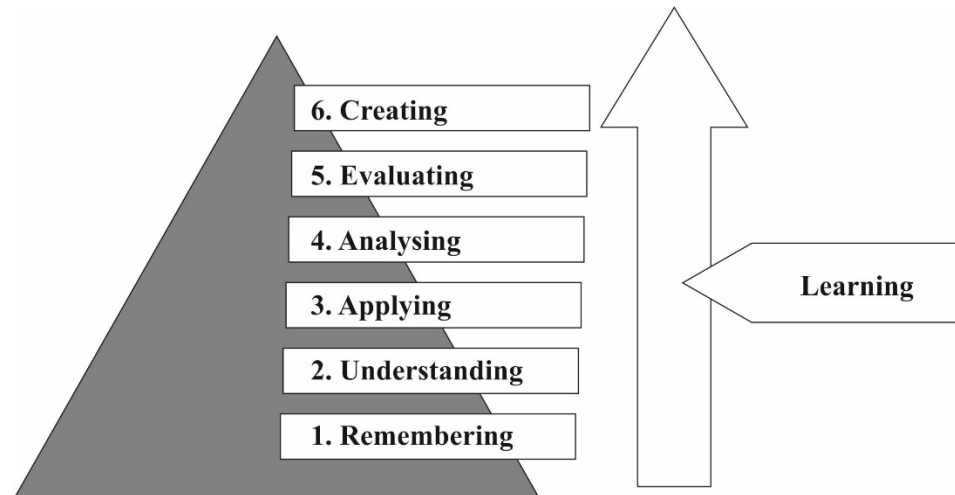 6. Creating
5. Evaluating
4. Analysing
3. Applying
2. Understanding
1. Remembering
Learning